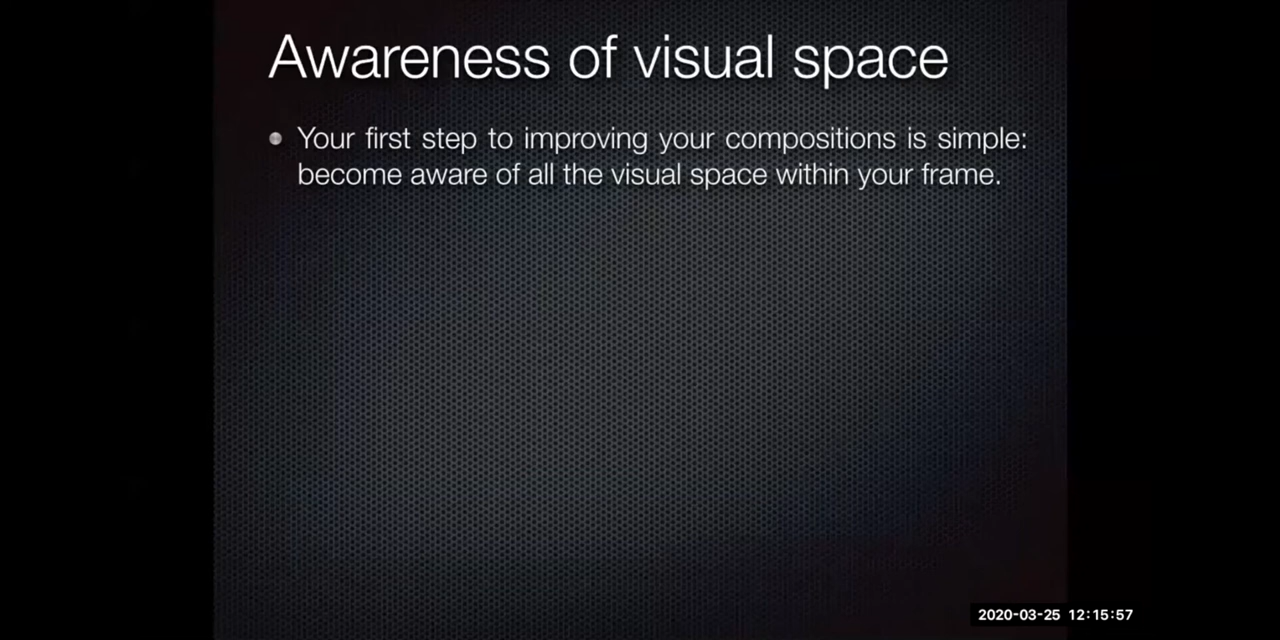 Awareness of visual space
Your first step to improving your compositions is simple:
become aware of all the visual space within your frame.
2020-03-25 12:15:57